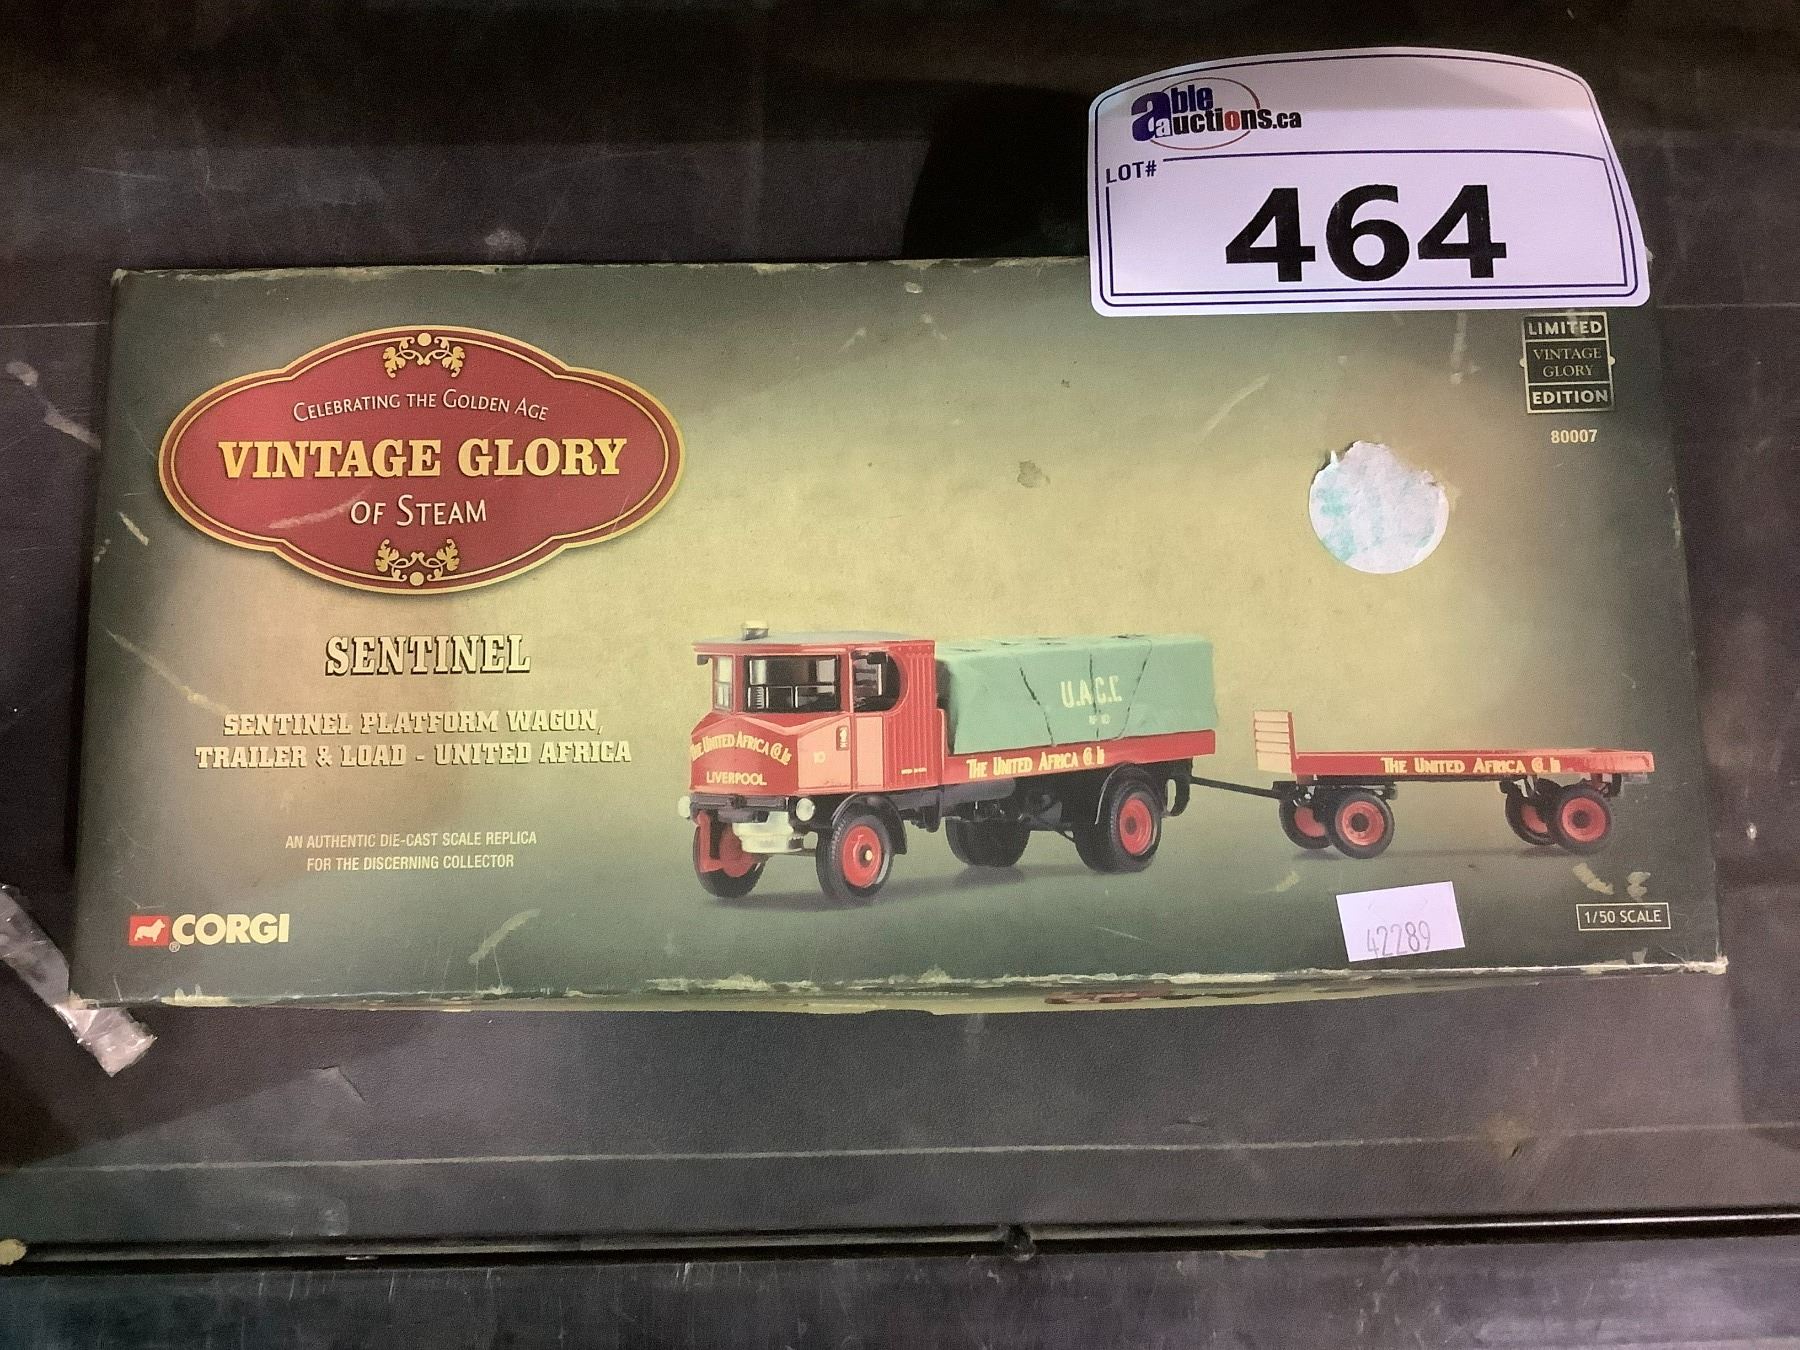 able
auctions.ca
LOT#
464
LIMITED
VINTAGE
GLORY
EDITION
80007
CELEBRATING THE GOLDEN AGE
VINTAGE GLORY
OF STEAM
SENTINEL
SENTINEL PLATFORM WAGON,
TRAILER & LOAD - UNITED AFRICA
AN AUTHENTIC DIE-CAST SCALE REPLICA
FOR THE DISCERNING COLLECTOR
CORGI®
THE UNITED AFRICA Co. Ltd
LIVERPOOL
10
U.A.C.L
THE UNITED AFRICA Co. Ltd
THE UNITED AFRICA Co. Ltd
42289
1/50 SCALE